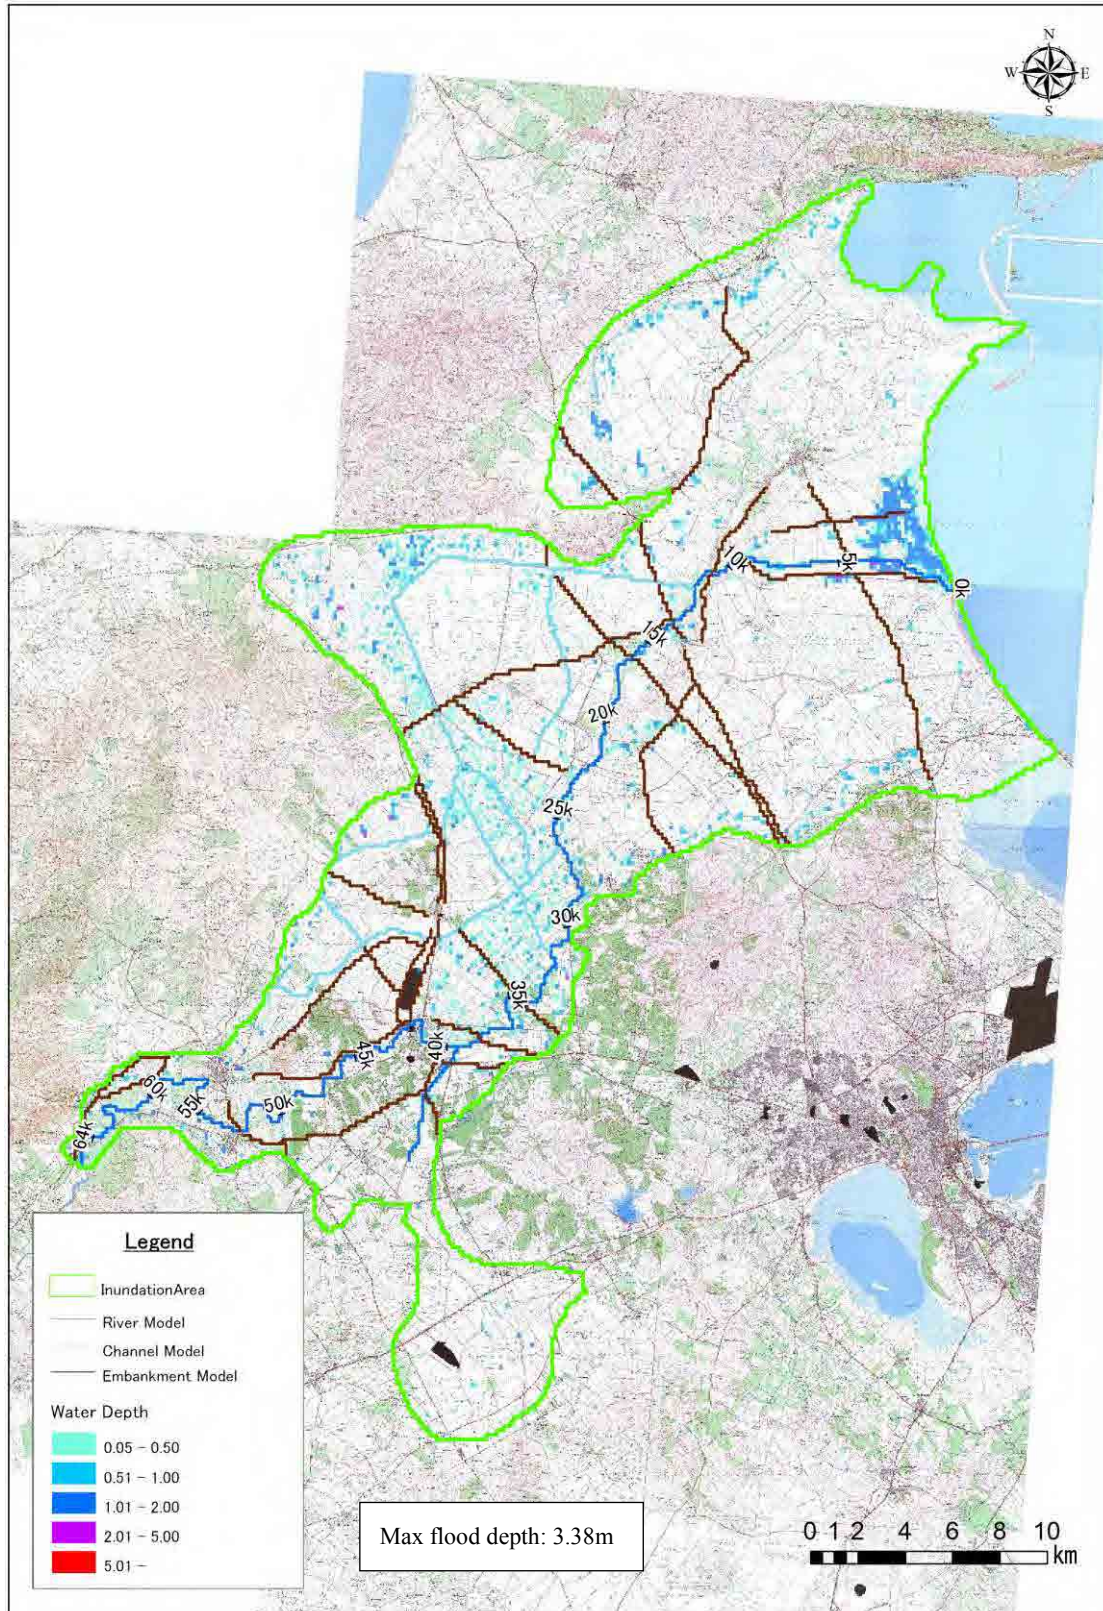 N
W E
S
0k
5k
10k
15k
20k
25k
30k
35k
40k
45k
50k
55k
60k
64k
Legend
InundationArea
River Model
Channel Model
Embankment Model
Water Depth
0.05 - 0.50
0.51 - 1.00
1.01 - 2.00
2.01 - 5.00
5.01 -
Max flood depth: 3.38m
0 1 2 4 6 8 10
km